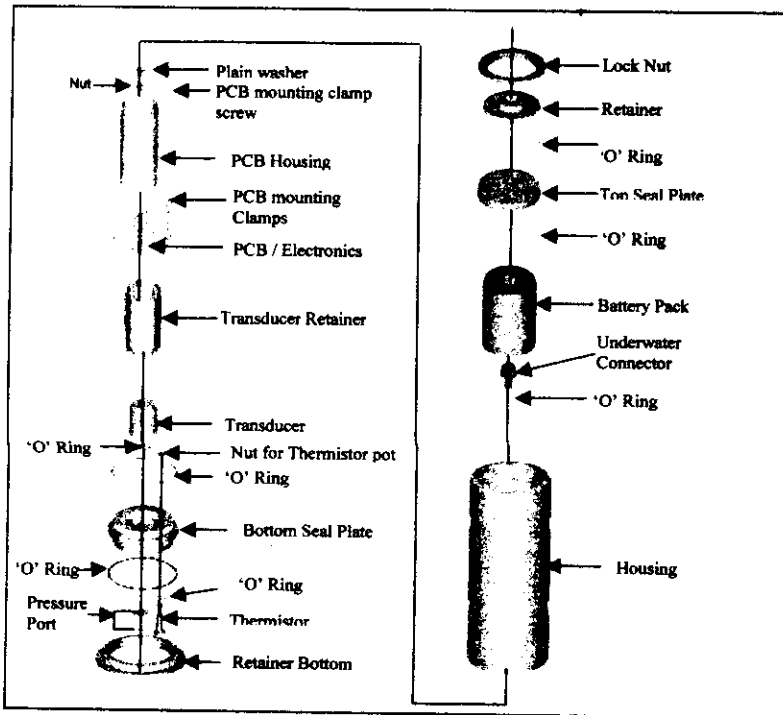 Plain washer
Nut
PCB mounting clamp
screw
PCB Housing
PCB mounting
Clamps
PCB / Electronics
Transducer Retainer
Transducer
'O' Ring
Nut for Thermistor pot
'O' Ring
Bottom Seal Plate
'O' Ring
'O' Ring
Pressure
Port
Thermistor
Retainer Bottom
Lock Nut
Retainer
'O' Ring
Top Seal Plate
'O' Ring
Battery Pack
Underwater
Connector
'O' Ring
Housing